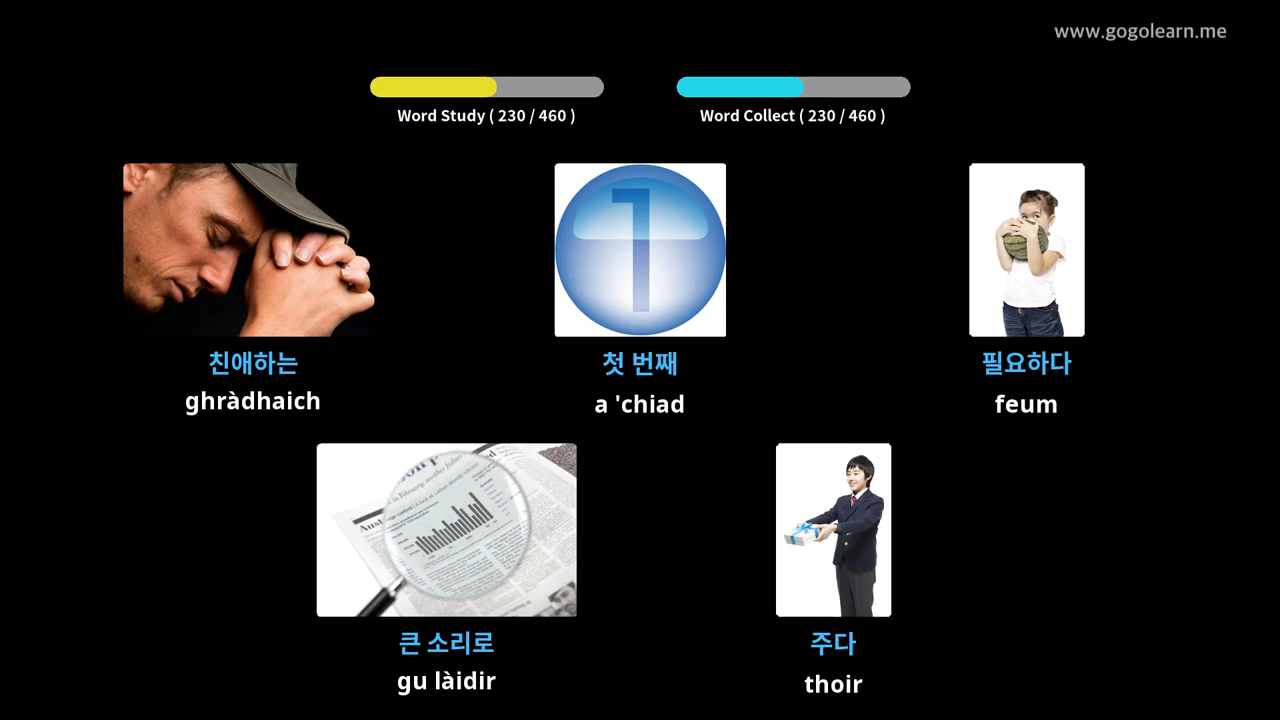 www.gogolearn.me
Word Study ( 230 / 460 )
Word Collect ( 230 / 460 )
1
친애하는
ghràdhaich
첫 번째
a 'chiad
필요하다
feum
큰 소리로
gu làidir
주다
thoir